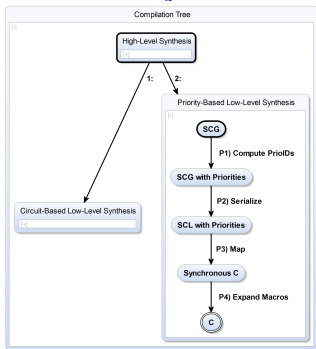 Compilation Tree
High-Level Synthesis
1:
2:
Priority-Based Low-Level Synthesis
SCG
P1) Compute PrioIDs
SCG with Priorities
P2) Serialize
Circuit-Based Low-Level Synthesis
SCL with Priorities
P3) Map
Synchronous C
P4) Expand Macros
C